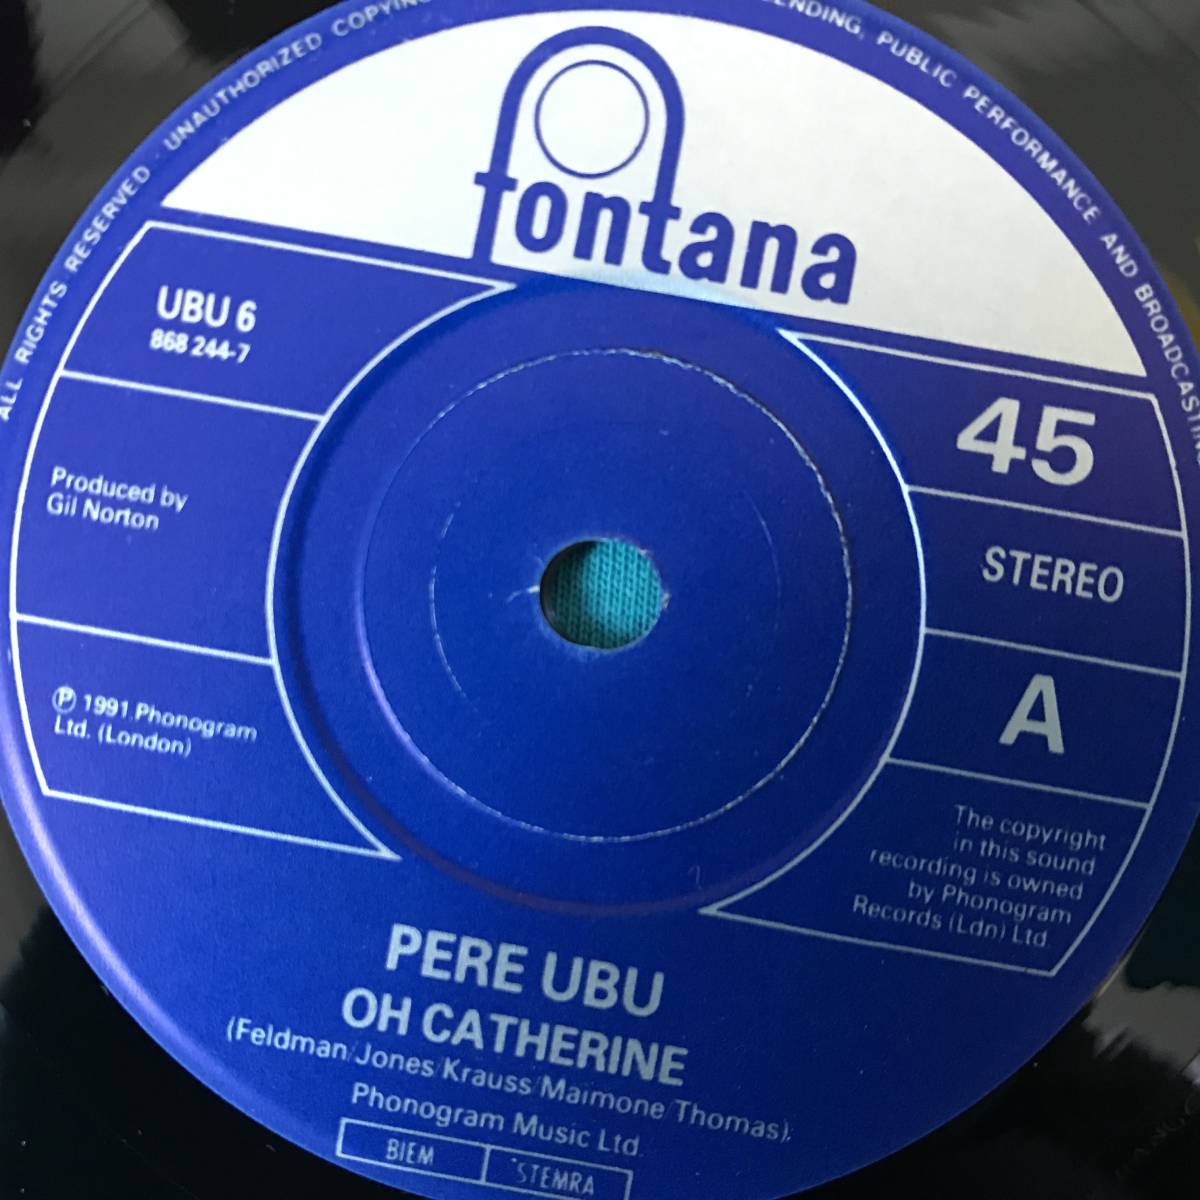 ALL RIGHTS RESERVED · UNAUTHORIZED COPYING
LENDING, PUBLIC PERFORMANCE AND BROADCASTING
fontana
UBU 6
868 244-7
Produced by
Gil Norton
Ⓟ 1991 Phonogram
Ltd. (London)
45
STEREO
A
The copyright
in this sound
recording is owned
by Phonogram
Records (Ldn) Ltd.
PERE UBU
OH CATHERINE
(Feldman/Jones/Krauss/Maimone/Thomas).
Phonogram Music Ltd.
BIEM STEMRA